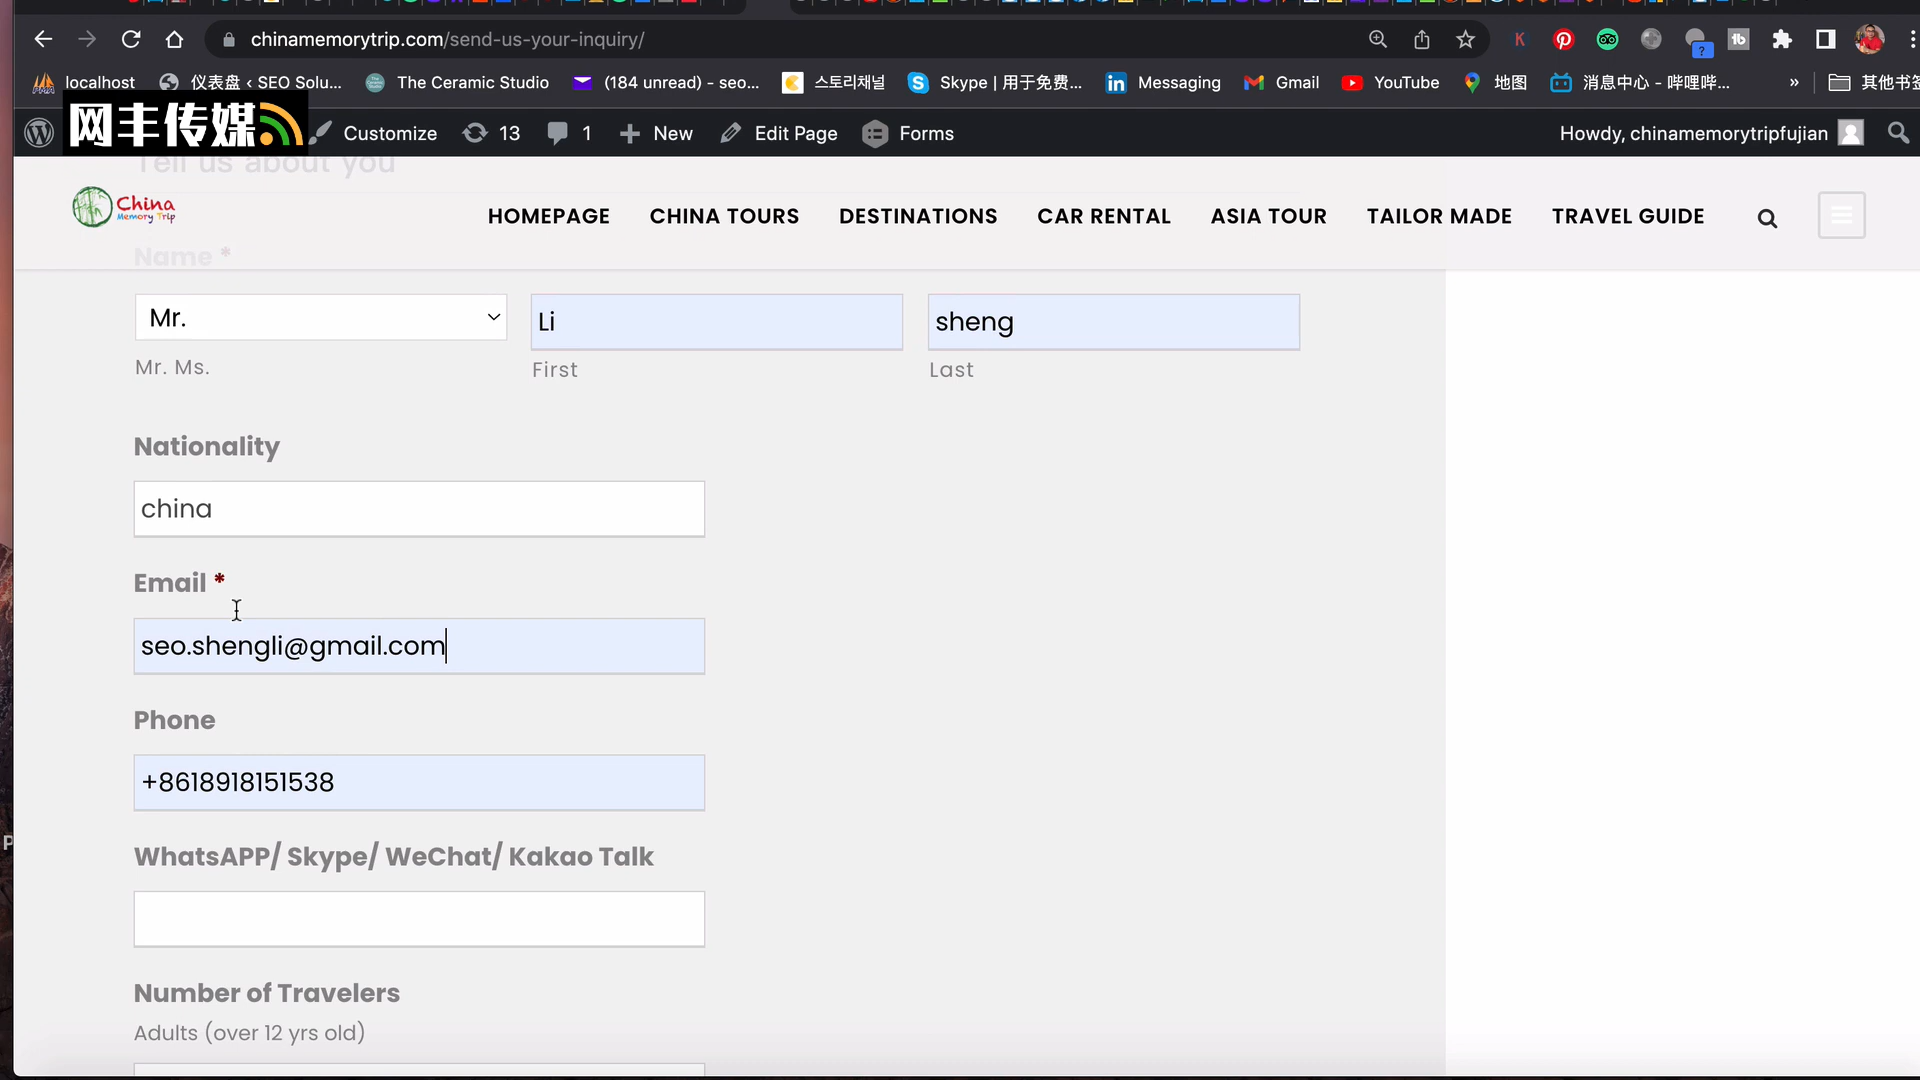 chinamemorytrip.com/send-us-your-inquiry/
localhost 仪表盘 ‹ SEO Solu... The Ceramic Studio (184 unread) - seo... 스토리채널 Skype | 用于免费... Messaging Gmail YouTube 地图 消息中心 - 哔哩哔... » 其他书签
网丰传媒 Customize 13 1 New Edit Page Forms Howdy, chinamemorytripfujian
Tell us about you
China Memory Trip HOMEPAGE CHINA TOURS DESTINATIONS CAR RENTAL ASIA TOUR TAILOR MADE TRAVEL GUIDE
Name *
Mr. Li sheng
Mr. Ms. First Last
Nationality
china
Email *
seo.shengli@gmail.com
Phone
+8618918151538
WhatsAPP/ Skype/ WeChat/ Kakao Talk
Number of Travelers
Adults (over 12 yrs old)